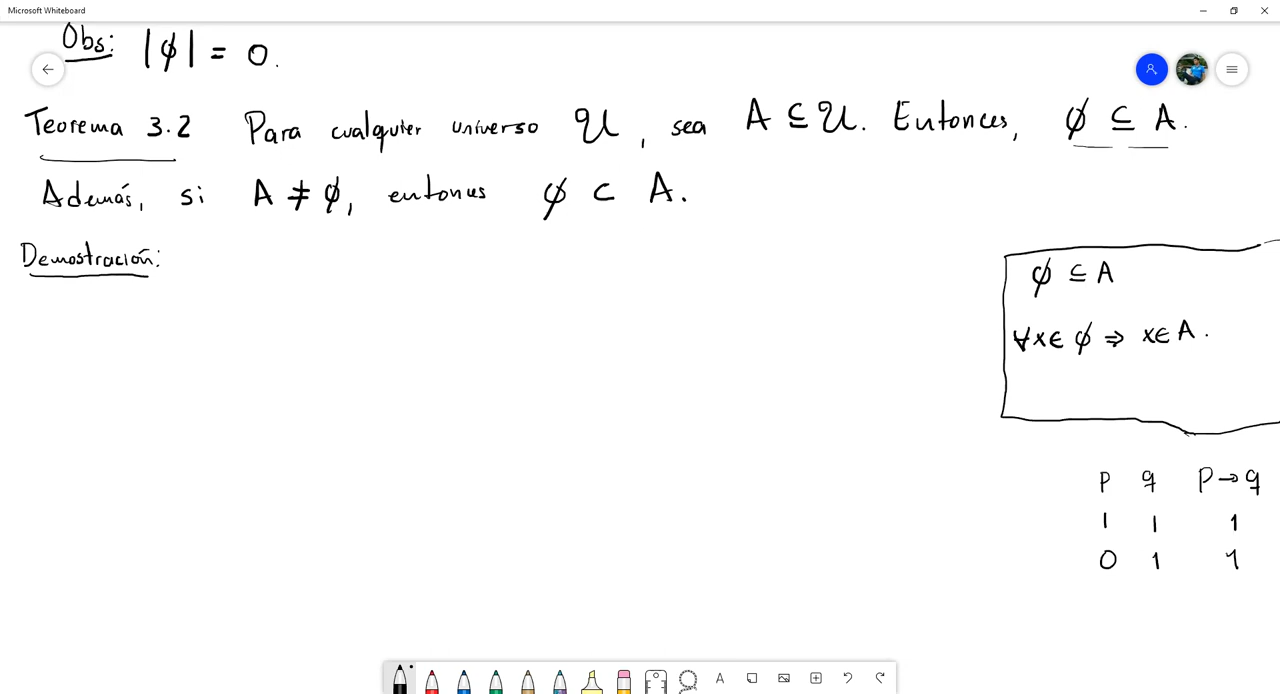 Microsoft Whiteboard
Obs: |∅| = 0.
Teorema 3.2 Para cualquier universo 𝒰, sea A ⊆ 𝒰. Entonces, ∅ ⊆ A.
Además, si A ≠ ∅, entonces ∅ ⊂ A.
Demostración:
∅ ⊆ A
∀x∈ ∅ ⇒ x∈ A.
p q p→q
1 1 1
0 1 1
A